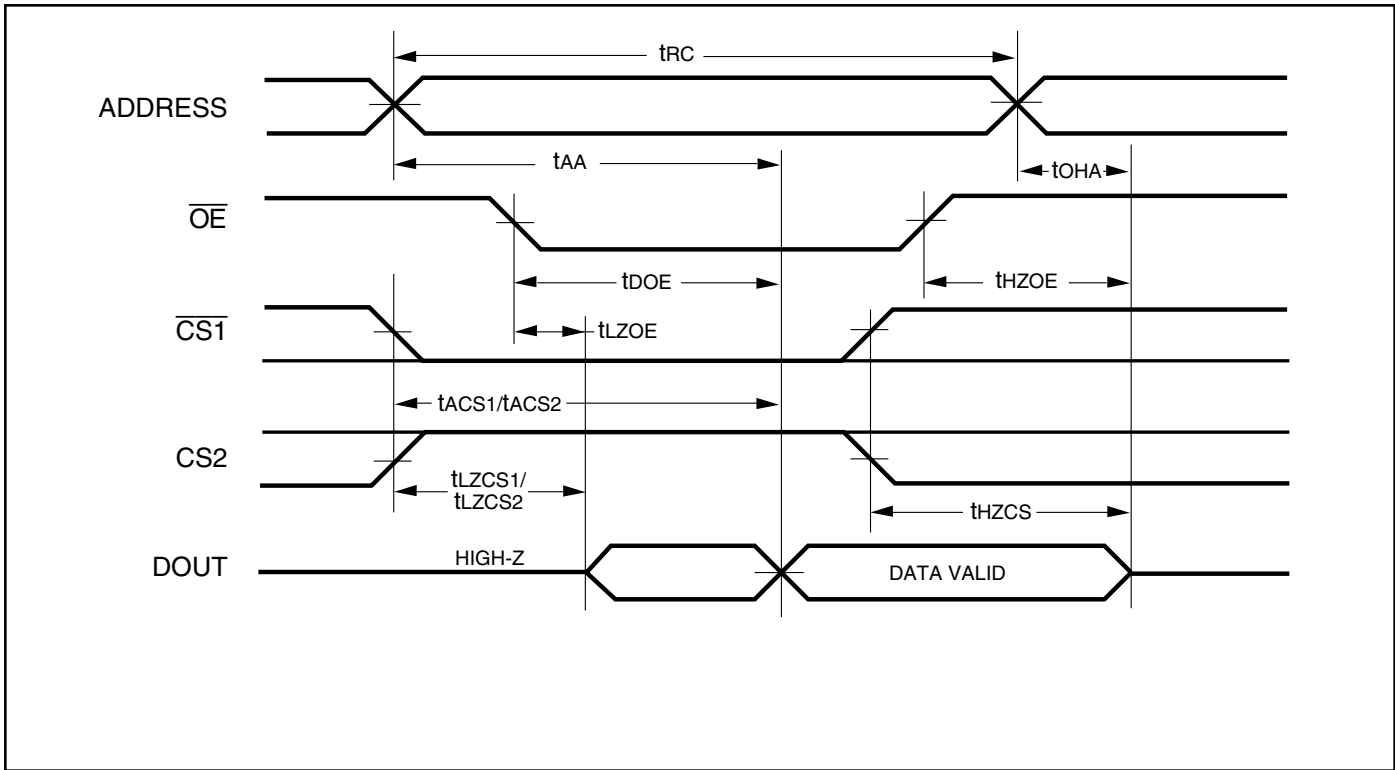 tRC
ADDRESS
tAA
tOHA
OE
tDOE
tHZOE
CS1
tLZOE
tACS1/tACS2
CS2
tLZCS1/
tLZCS2
tHZCS
HIGH-Z
DOUT
DATA VALID